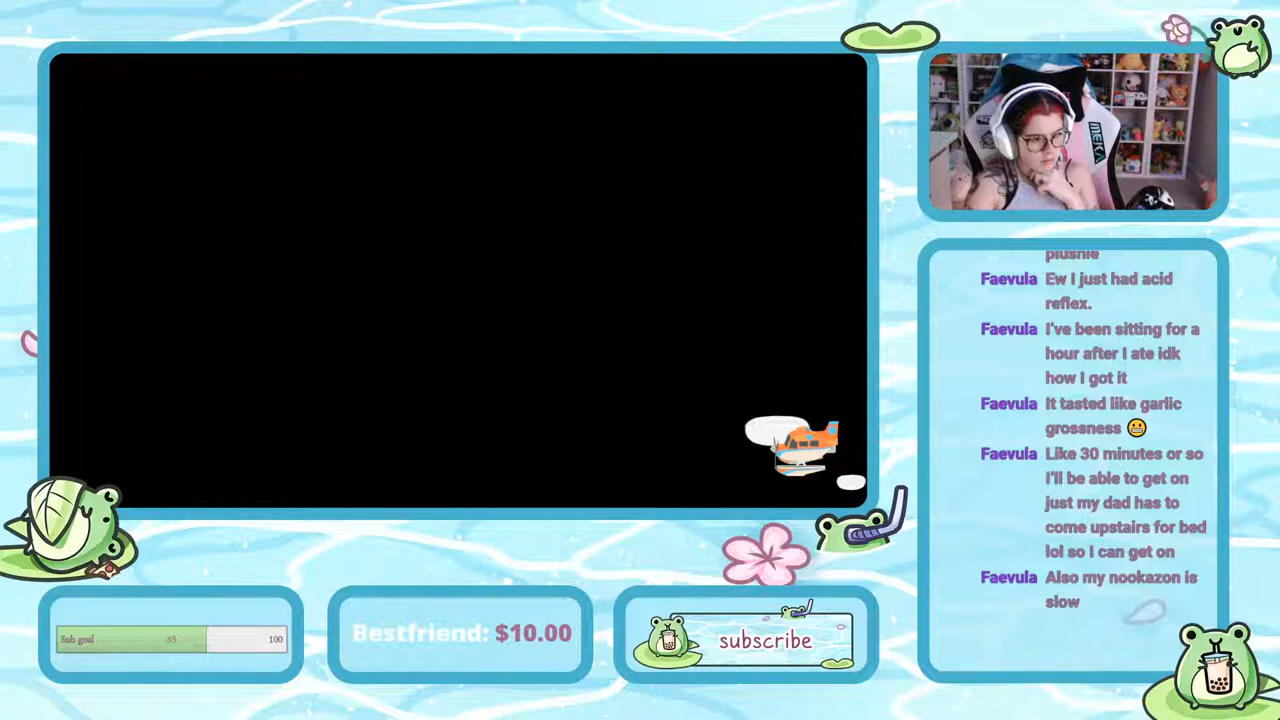 MEKA
plushie
Faevula Ew I just had acid
reflex.
Faevula I've been sitting for a
hour after I ate idk
how I got it
Faevula It tasted like garlic
grossness 😬
Faevula Like 30 minutes or so
I'll be able to get on
just my dad has to
come upstairs for bed
lol so I can get on
Faevula Also my nookazon is
slow
Sub goal 65 100
Bestfriend: $10.00
subscribe